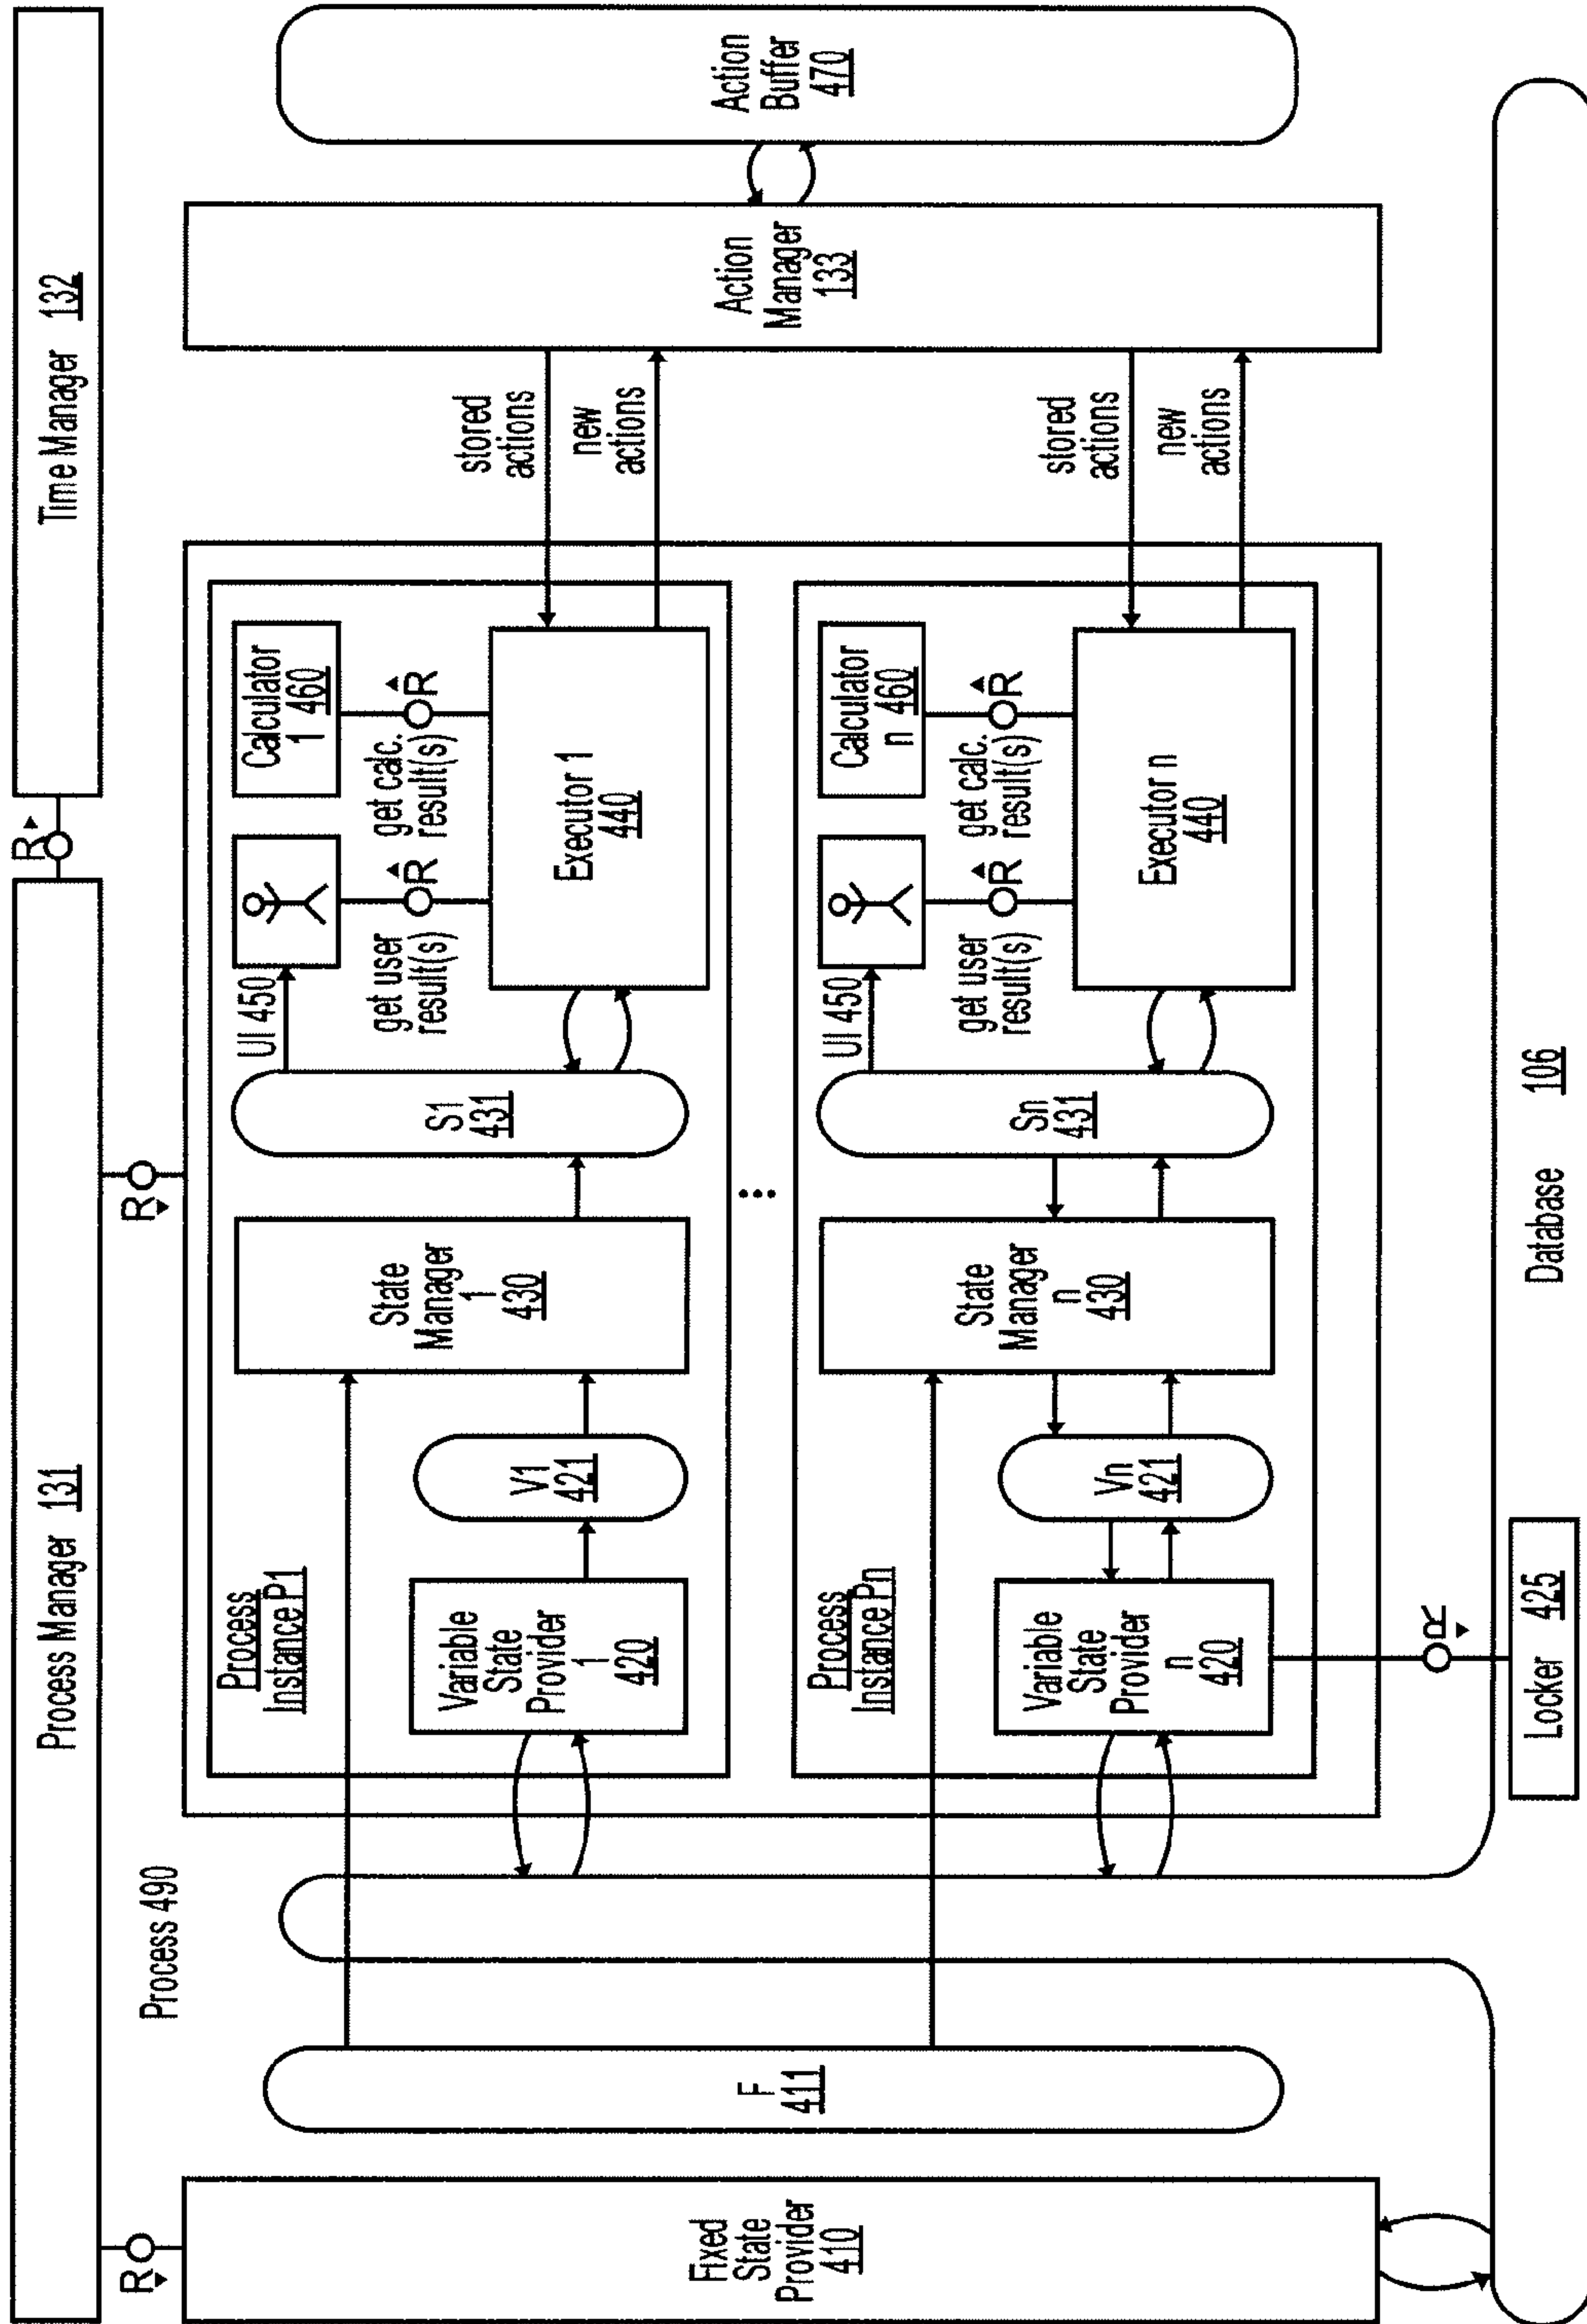 Process Manager 131
R
Time Manager 132
R
R
Process 490
Fixed
State
Provider
410
F
411
Process
Instance P1
Variable
State
Provider
1
420
V1
421
State
Manager
1
430
S1
431
UI 450
get user
result(s)
R
get calc.
result(s)
R
Calculator
1 460
Executor 1
440
stored
actions
new
actions
...
Process
Instance Pn
Variable
State
Provider
n
420
Vn
421
State
Manager
n
430
Sn
431
UI 450
get user
result(s)
R
get calc.
result(s)
R
Calculator
n 460
Executor n
440
stored
actions
new
actions
Action
Manager
133
Action
Buffer
470
R
Locker 425
Database 106